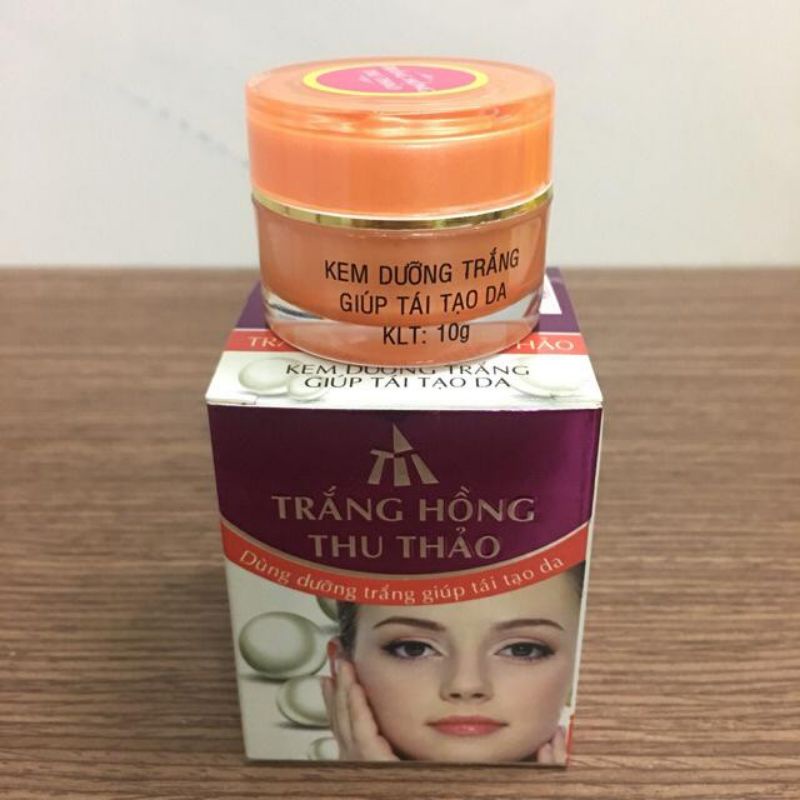 KEM DƯỠNG TRẮNG
GIÚP TÁI TẠO DA
KLT: 10g
THẢO
KEM DƯỠNG TRẮNG
GIÚP TÁI TẠO DA
TRẮNG HỒNG
THU THẢO
Dùng dưỡng trắng giúp tái tạo da